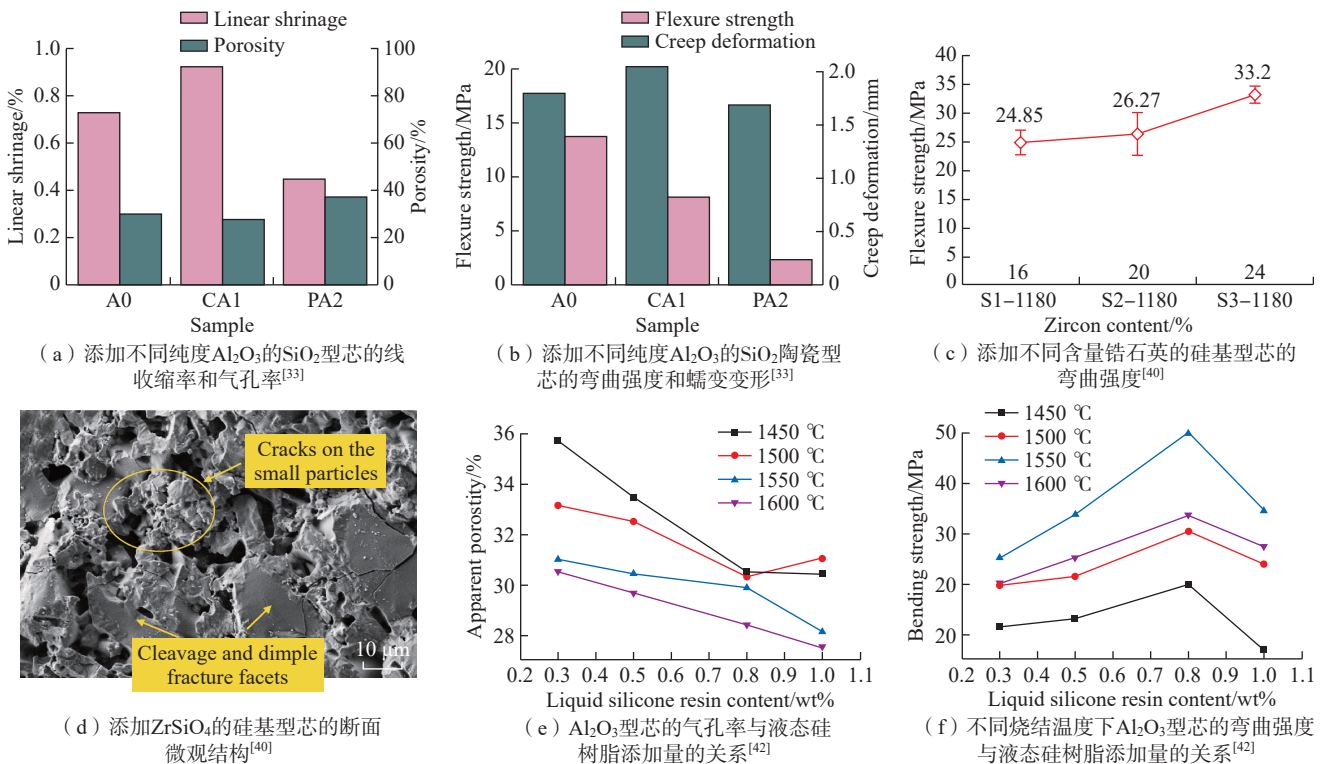 Linear shrinage
Porosity
1.0
0.8
0.6
0.4
0.2
0
Linear shrinage/%
100
80
60
40
20
0
Porosity/%
A0
CA1
PA2
Sample
（a）添加不同纯度Al₂O₃的SiO₂型芯的线
收缩率和气孔率[33]
Flexure strength
Creep deformation
20
15
10
5
0
Flexure strength/MPa
2.0
1.8
1.0
0.5
0
Creep deformation/mm
A0
CA1
PA2
Sample
（b）添加不同纯度Al₂O₃的SiO₂陶瓷型
芯的弯曲强度和蠕变变形[33]
40
35
30
25
20
15
10
5
0
Flexure strength/MPa
24.85
26.27
33.2
16
20
24
S1–1180
S2–1180
S3–1180
Zircon content/%
（c）添加不同含量锆石英的硅基型芯的
弯曲强度[40]
Cracks on the
small particles
Cleavage and dimple
fracture facets
10 μm
（d）添加ZrSiO₄的硅基型芯的断面
微观结构[40]
36
34
32
30
28
Apparent porostity/%
1450 ℃
1500 ℃
1550 ℃
1600 ℃
0.2 0.3 0.4 0.5 0.6 0.7 0.8 0.9 1.0 1.1
Liquid silicone resin content/wt%
（e）Al₂O₃型芯的气孔率与液态硅
树脂添加量的关系[42]
1450 ℃
1500 ℃
1550 ℃
1600 ℃
50
40
30
20
20
Bending strength/MPa
0.2 0.3 0.4 0.5 0.6 0.7 0.8 0.9 1.0 1.1
Liquid silicone resin content/wt%
（f）不同烧结温度下Al₂O₃型芯的弯曲强度
与液态硅树脂添加量的关系[42]